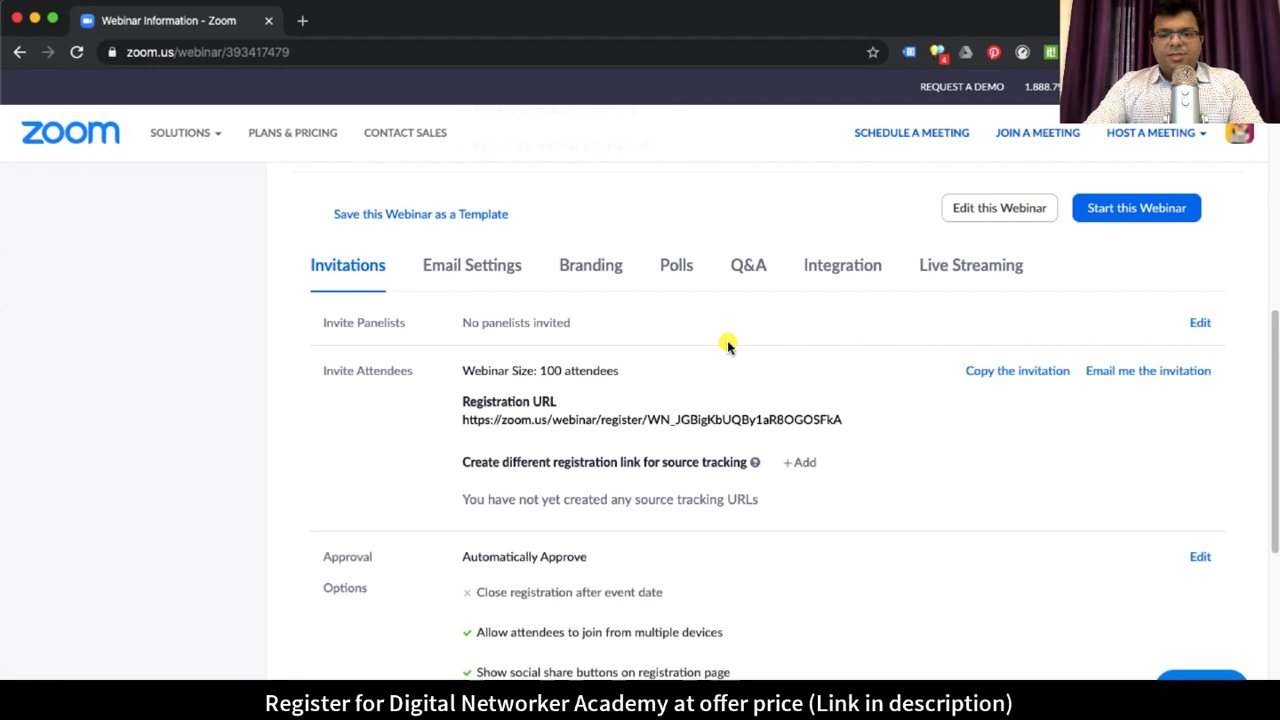 Webinar Information - Zoom
zoom.us/webinar/393417479
4
it!
REQUEST A DEMO 1.888.79
zoom SOLUTIONS PLANS & PRICING CONTACT SALES SCHEDULE A MEETING JOIN A MEETING HOST A MEETING
Save this Webinar as a Template Edit this Webinar Start this Webinar
Invitations Email Settings Branding Polls Q&A Integration Live Streaming
Invite Panelists No panelists invited Edit
Invite Attendees Webinar Size: 100 attendees Copy the invitation Email me the invitation
Registration URL
https://zoom.us/webinar/register/WN_JGBigKbUQBy1aR8OGOSFkA
Create different registration link for source tracking ? +Add
You have not yet created any source tracking URLs
Approval Automatically Approve Edit
Options × Close registration after event date
✓ Allow attendees to join from multiple devices
✓ Show social share buttons on registration page
Register for Digital Networker Academy at offer price (Link in description)